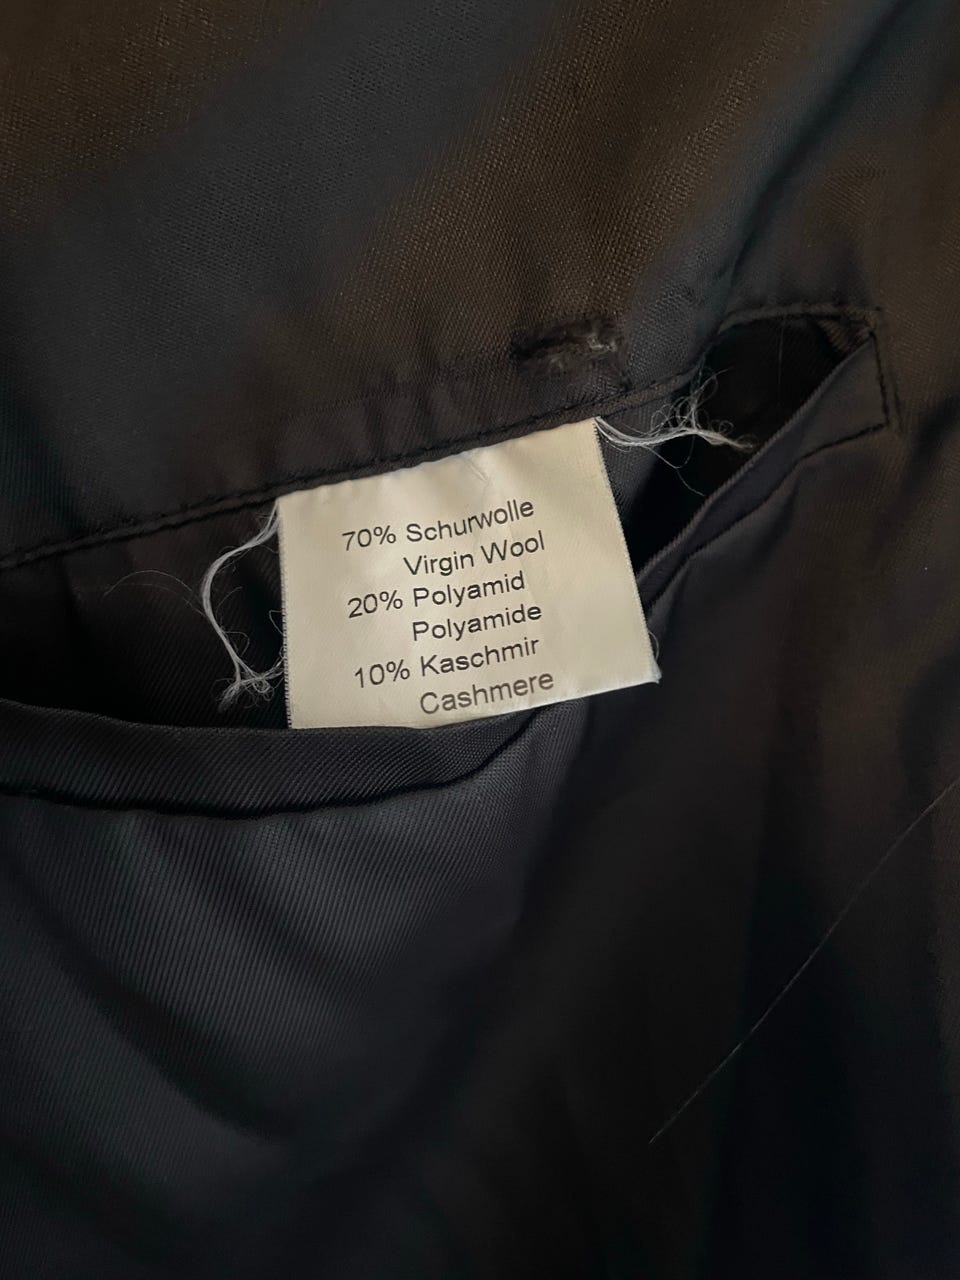 70% Schurwolle
Virgin Wool
20% Polyamid
Polyamide
10% Kaschmir
Cashmere